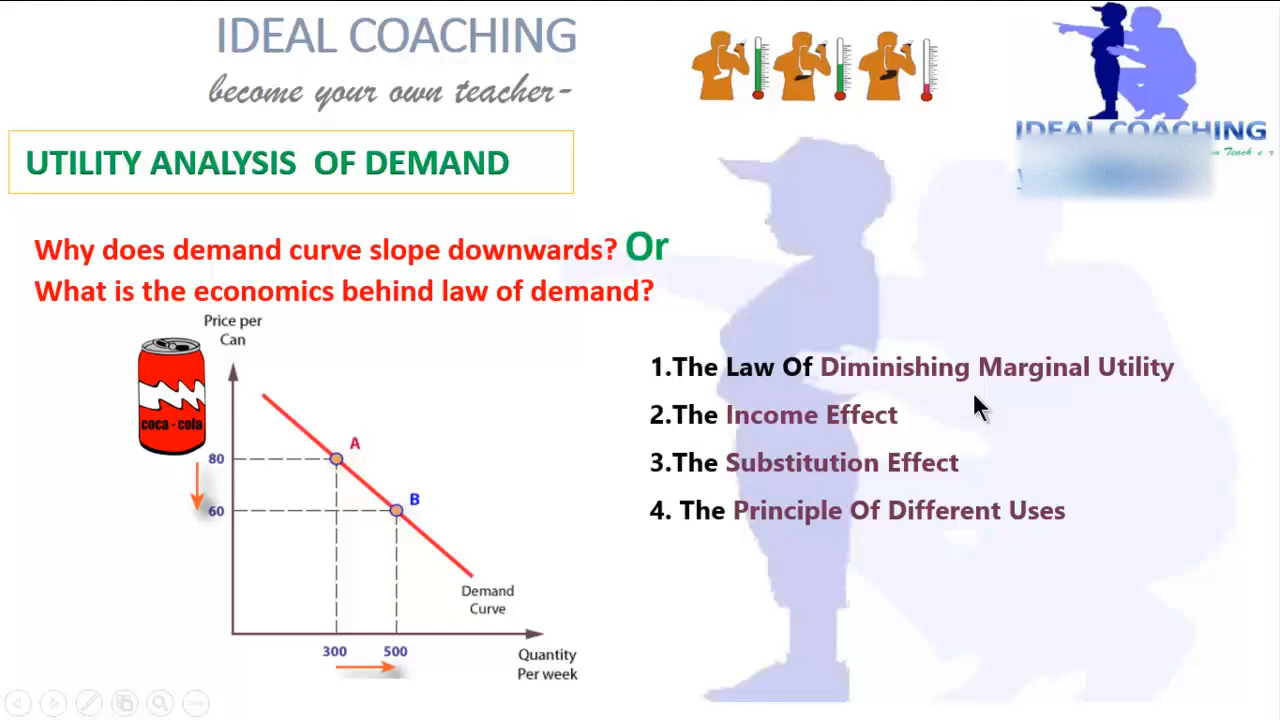 IDEAL COACHING
become your own teacher-
IDEAL COACHING
UTILITY ANALYSIS OF DEMAND
Why does demand curve slope downwards? Or
What is the economics behind law of demand?
Price per
Can
coca-cola
80
60
A
B
Demand
Curve
300
500
Quantity
Per week
1.The Law Of Diminishing Marginal Utility
2.The Income Effect
3.The Substitution Effect
4. The Principle Of Different Uses